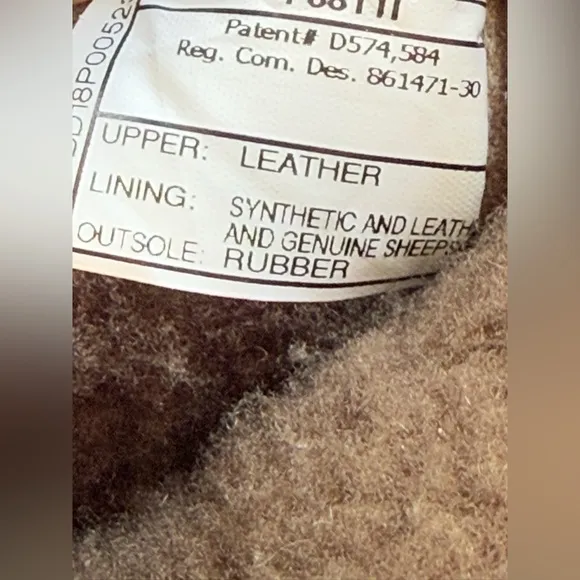 Patent# D574,584
Reg. Com. Des. 861471-30
UPPER: LEATHER
LINING: SYNTHETIC AND LEATH
AND GENUINE SHEEPS
OUTSOLE: RUBBER